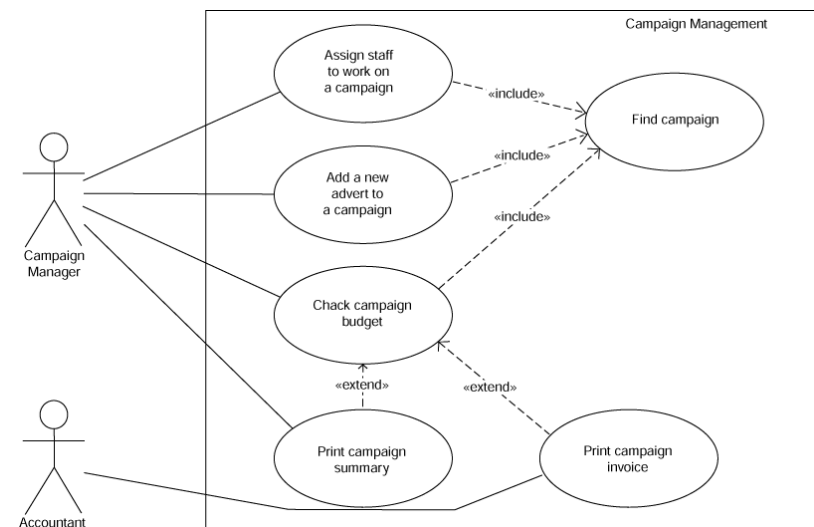 Campaign Management
Assign staff
to work on
a campaign
«include»
Find campaign
«include»
Add a new
advert to
a campaign
«include»
Campaign
Manager
Chack campaign
budget
«extend»
«extend»
Print campaign
summary
Print campaign
invoice
Accountant